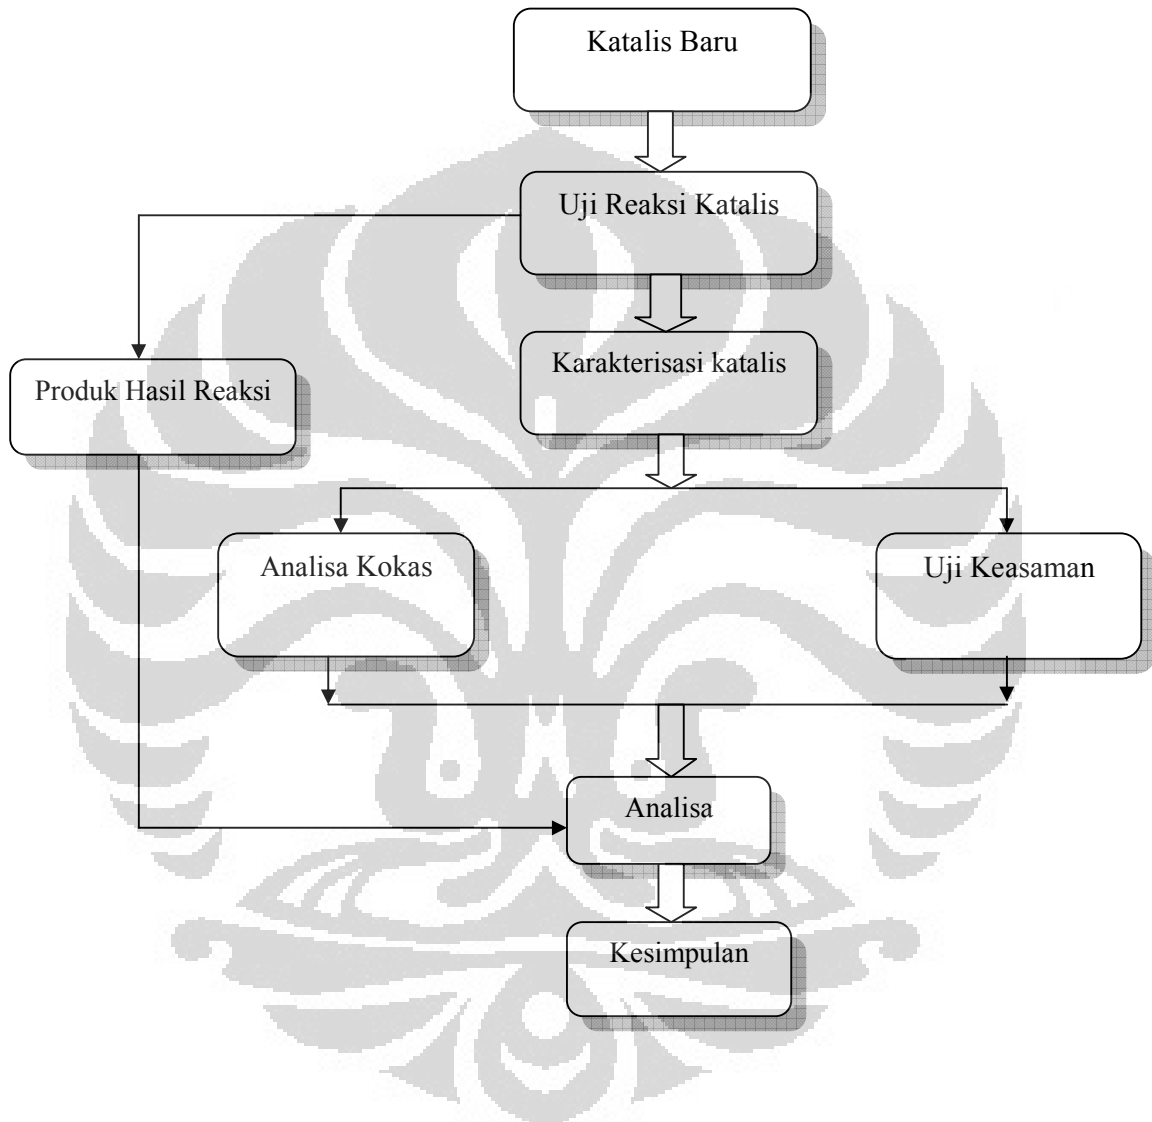 Katalis Baru
Uji Reaksi Katalis
Karakterisasi katalis
Produk Hasil Reaksi
Analisa Kokas
Uji Keasaman
Analisa
Kesimpulan